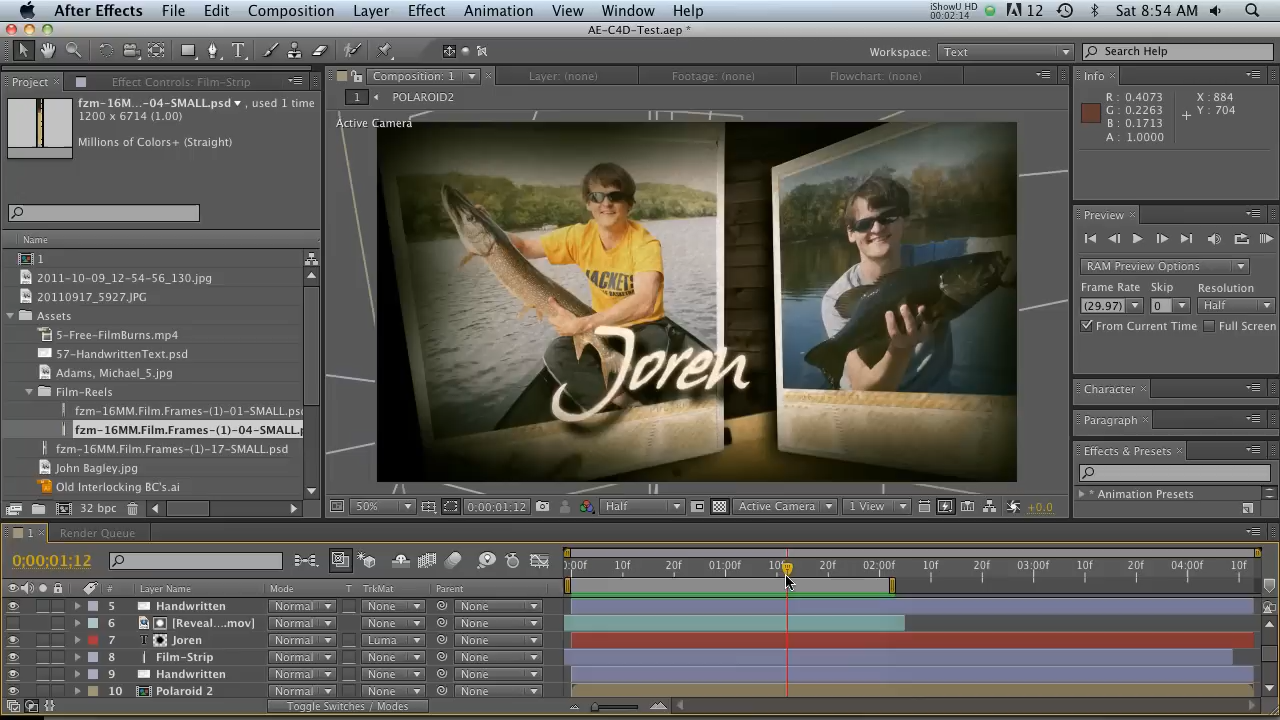 After Effects File Edit Composition Layer Effect Animation View Window Help iShowU HD 00:02:14 12 Sat 8:54 AM
AE-C4D-Test.aep *
Workspace: Text Search Help
Project Effect Controls: Film-Strip
fzm-16M...-04-SMALL.psd , used 1 time
1200 x 6714 (1.00)
Millions of Colors+ (Straight)
Name
1
2011-10-09_12-54-56_130.jpg
20110917_5927.JPG
Assets
5-Free-FilmBurns.mp4
57-HandwrittenText.psd
Adams, Michael_5.jpg
Film-Reels
fzm-16MM.Film.Frames-(1)-01-SMALL.psd
fzm-16MM.Film.Frames-(1)-04-SMALL.p
fzm-16MM.Film.Frames-(1)-17-SMALL.psd
John Bagley.jpg
Old Interlocking BC's.ai
32 bpc
Composition: 1 Layer: (none) Footage: (none) Flowchart: (none)
1 POLAROID2
Active Camera
JACKETS
Joren
50% 0:00:01:12 Half Active Camera 1 View +0.0
Info
R : 0.4073 X : 884
G : 0.2263 Y : 704
B : 0.1713
A : 1.0000
Preview
RAM Preview Options
Frame Rate Skip Resolution
(29.97) 0 Half
From Current Time Full Screen
Character
Paragraph
Effects & Presets
* Animation Presets
1 Render Queue
0;00;01;12
0:00f 10f 20f 01:00f 10f 20f 02:00f 10f 20f 03:00f 10f 20f 04:00f 10f
# Layer Name Mode T TrkMat Parent
5 Handwritten Normal None None
6 [Reveal....mov] Normal None None
7 T Joren Normal Luma None
8 Film-Strip Normal None None
9 Handwritten Normal None None
10 Polaroid 2 Normal None None
Toggle Switches / Modes